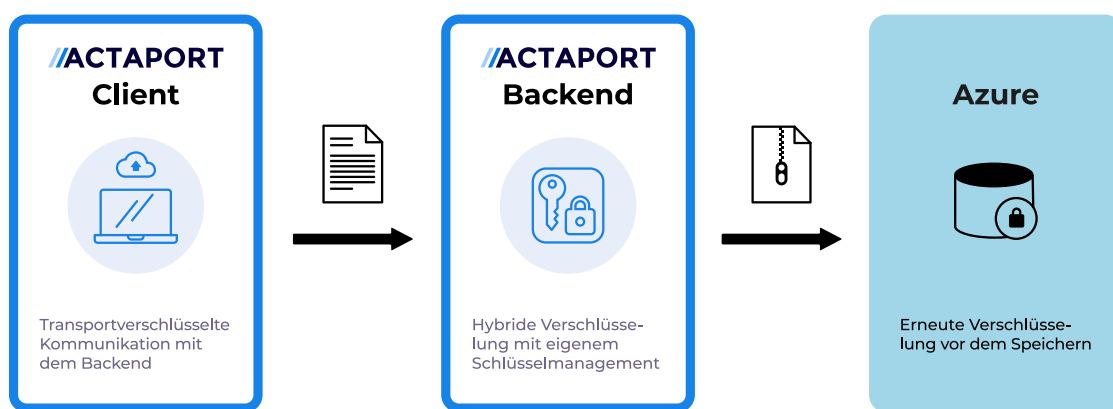 //ACTAPORT
Client
Transportverschlüsselte
Kommunikation mit
dem Backend
//ACTAPORT
Backend
Hybride Verschlüsse-
lung mit eigenem
Schlüsselmanagement
Azure
Erneute Verschlüsse-
lung vor dem Speichern